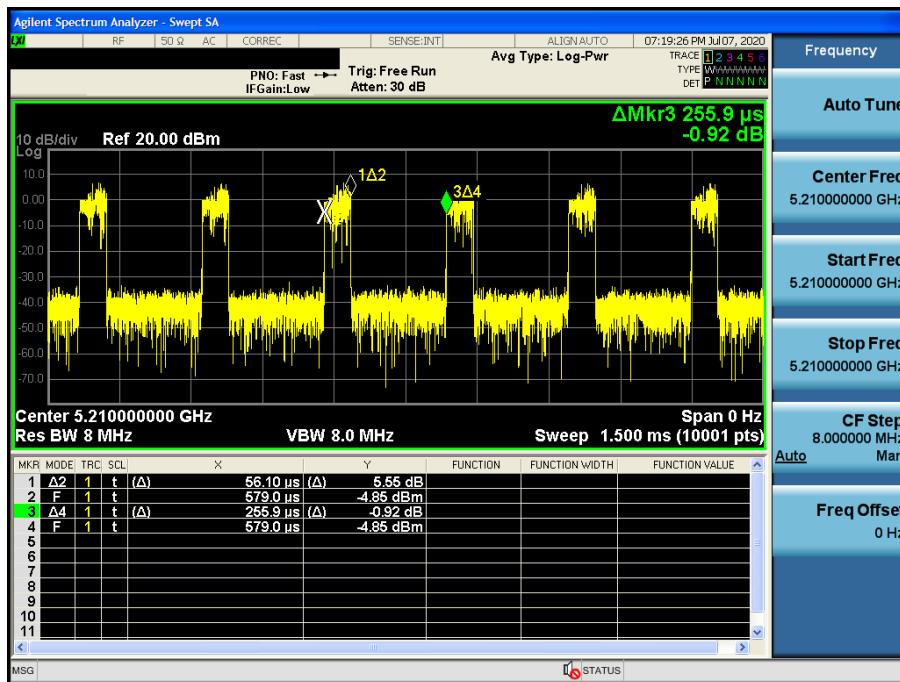 Agilent Spectrum Analyzer - Swept SA
LXI RF 50 Ω AC CORREC SENSE:INT ALIGN AUTO 07:19:26 PM Jul 07, 2020
Frequency
Avg Type: Log-Pwr
TRACE 1 2 3 4 5 6
PNO: Fast Trig: Free Run
TYPE WWWWWW
IFGain:Low Atten: 30 dB
DET P N N N N N
Auto Tune
ΔMkr3 255.9 µs
-0.92 dB
10 dB/div Ref 20.00 dBm
Log
10.0
0.00
-10.0
-20.0
-30.0
-40.0
-50.0
-60.0
-70.0
1Δ2
3Δ4
X
Center 5.210000000 GHz Span 0 Hz
Res BW 8 MHz VBW 8.0 MHz Sweep 1.500 ms (10001 pts)
Center Freq
5.210000000 GHz
Start Freq
5.210000000 GHz
Stop Freq
5.210000000 GHz
CF Step
8.000000 MHz
Auto Man
Freq Offset
0 Hz
MKR MODE TRC SCL X Y FUNCTION FUNCTION WIDTH FUNCTION VALUE
1 Δ2 1 t (Δ) 56.10 µs (Δ) 5.55 dB
2 F 1 t 579.0 µs -4.85 dBm
3 Δ4 1 t (Δ) 255.9 µs (Δ) -0.92 dB
4 F 1 t 579.0 µs -4.85 dBm
5
6
7
8
9
10
11
MSG STATUS